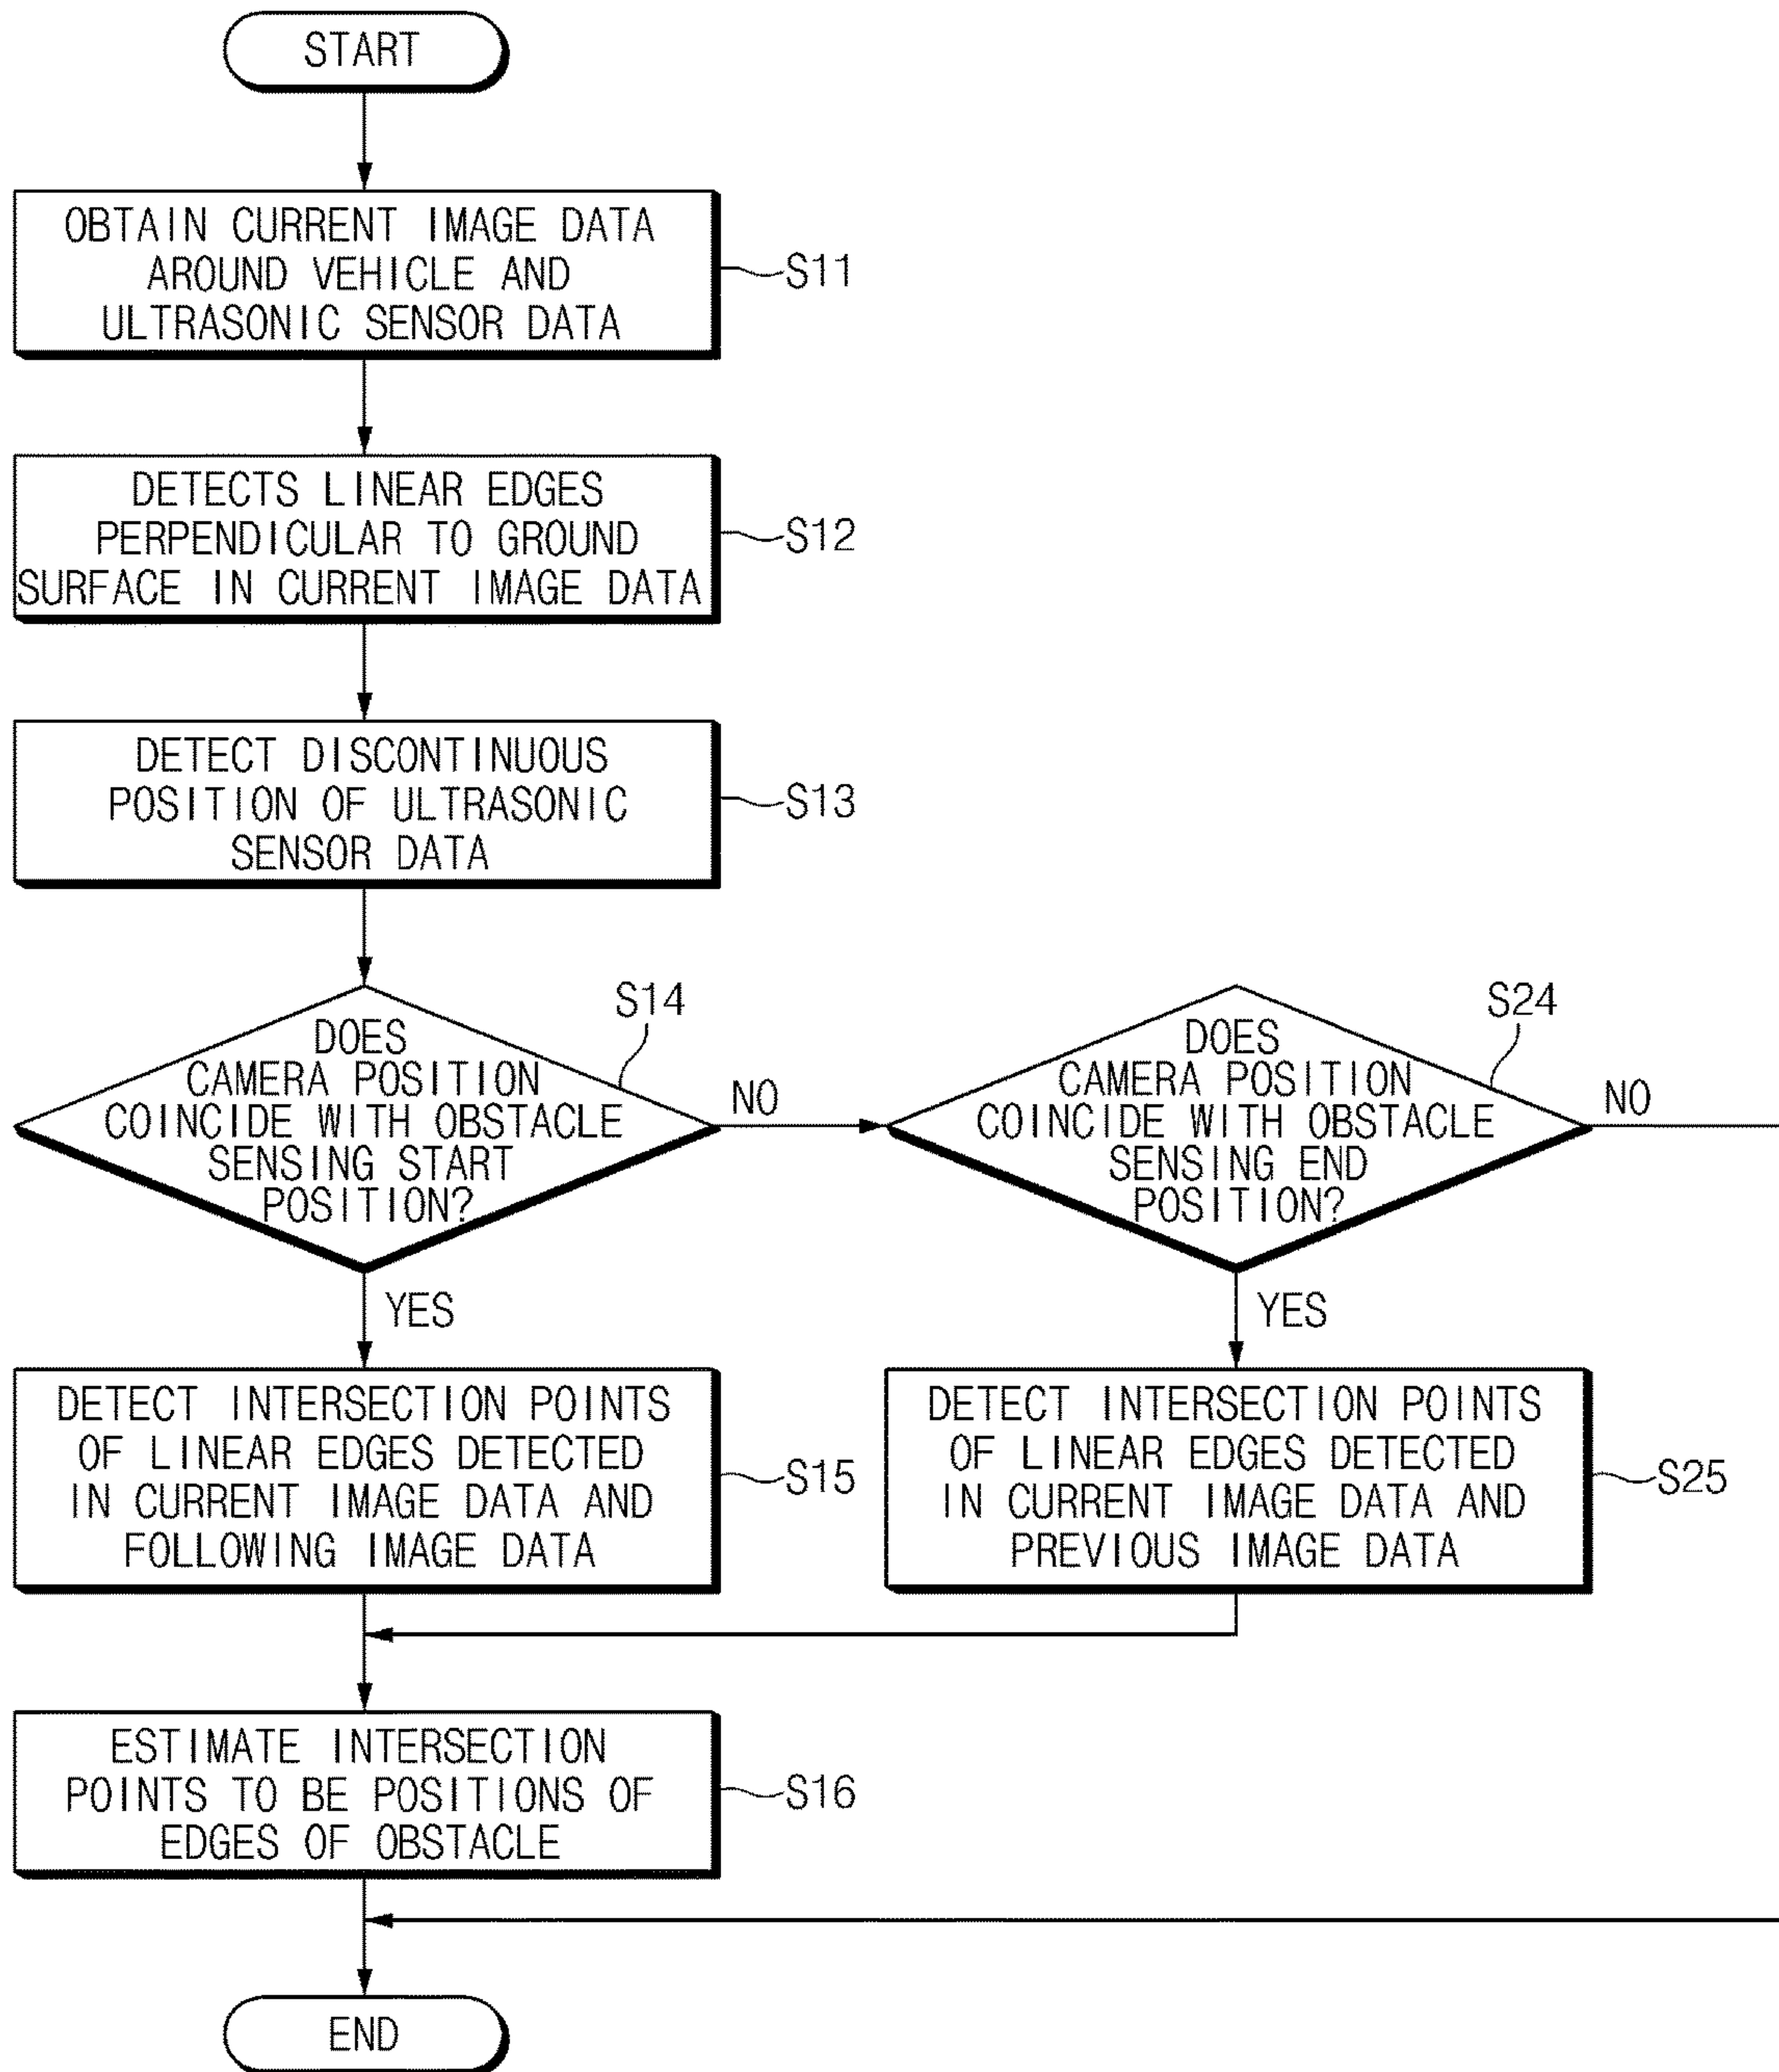 START
OBTAIN CURRENT IMAGE DATA
AROUND VEHICLE AND
ULTRASONIC SENSOR DATA
S11
DETECTS LINEAR EDGES
PERPENDICULAR TO GROUND
SURFACE IN CURRENT IMAGE DATA
S12
DETECT DISCONTINUOUS
POSITION OF ULTRASONIC
SENSOR DATA
S13
S14
DOES
CAMERA POSITION
COINCIDE WITH OBSTACLE
SENSING START
POSITION?
NO
YES
S24
DOES
CAMERA POSITION
COINCIDE WITH OBSTACLE
SENSING END
POSITION?
NO
YES
DETECT INTERSECTION POINTS
OF LINEAR EDGES DETECTED
IN CURRENT IMAGE DATA AND
FOLLOWING IMAGE DATA
S15
DETECT INTERSECTION POINTS
OF LINEAR EDGES DETECTED
IN CURRENT IMAGE DATA AND
PREVIOUS IMAGE DATA
S25
ESTIMATE INTERSECTION
POINTS TO BE POSITIONS OF
EDGES OF OBSTACLE
S16
END